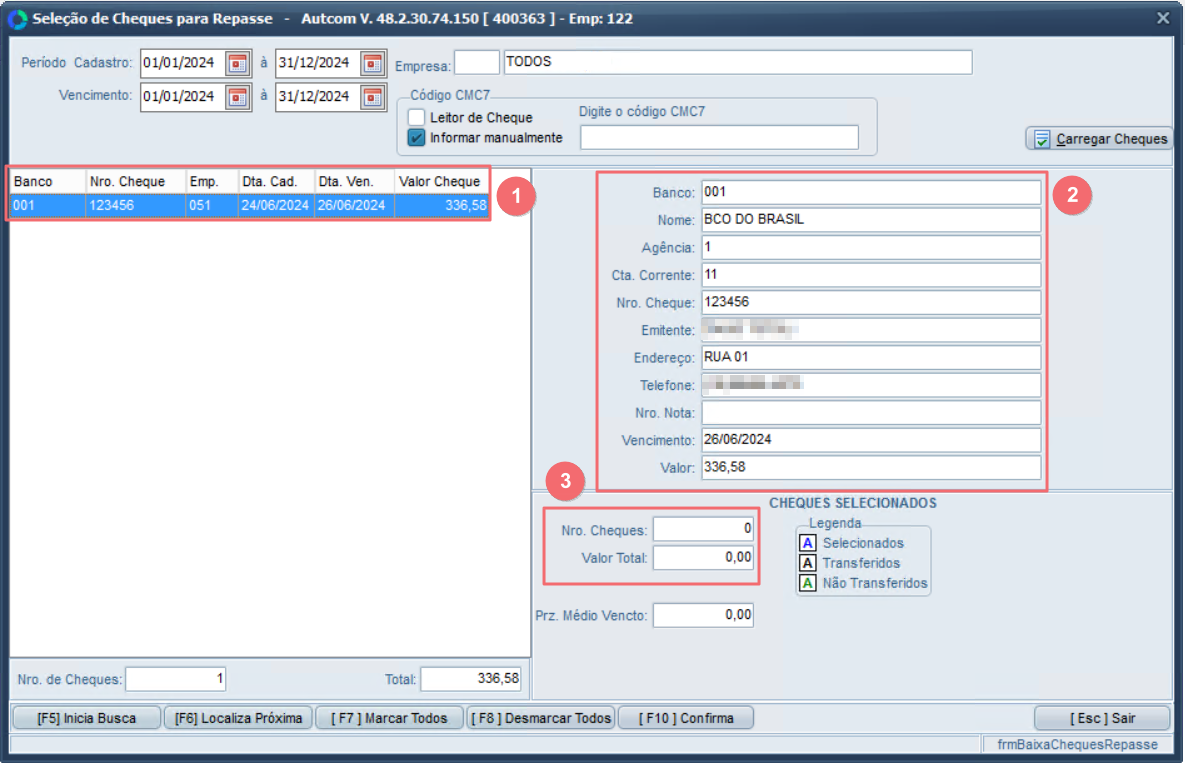 Seleção de Cheques para Repasse - Autcom V. 48.2.30.74.150 [ 400363 ] - Emp: 122
Período Cadastro: 01/01/2024 à 31/12/2024 Empresa: TODOS
Vencimento: 01/01/2024 à 31/12/2024
Código CMC7
Leitor de Cheque
Informar manualmente
Digite o código CMC7
Carregar Cheques
Banco Nro. Cheque Emp. Dta. Cad. Dta. Ven. Valor Cheque
001 123456 051 24/06/2024 26/06/2024 336,58
1
Banco: 001
Nome: BCO DO BRASIL
Agência: 1
Cta. Corrente: 11
Nro. Cheque: 123456
Emitente:
Endereço: RUA 01
Telefone:
Nro. Nota:
Vencimento: 26/06/2024
Valor: 336,58
2
3
Nro. Cheques: 0
Valor Total: 0,00
Prz. Médio Vencto: 0,00
CHEQUES SELECIONADOS
Legenda
A Selecionados
A Transferidos
A Não Transferidos
Nro. de Cheques: 1 Total: 336,58
[F5] Inicia Busca [F6] Localiza Próxima [ F7 ] Marcar Todos [ F8 ] Desmarcar Todos [ F10 ] Confirma [ Esc ] Sair
frmBaixaChequesRepasse